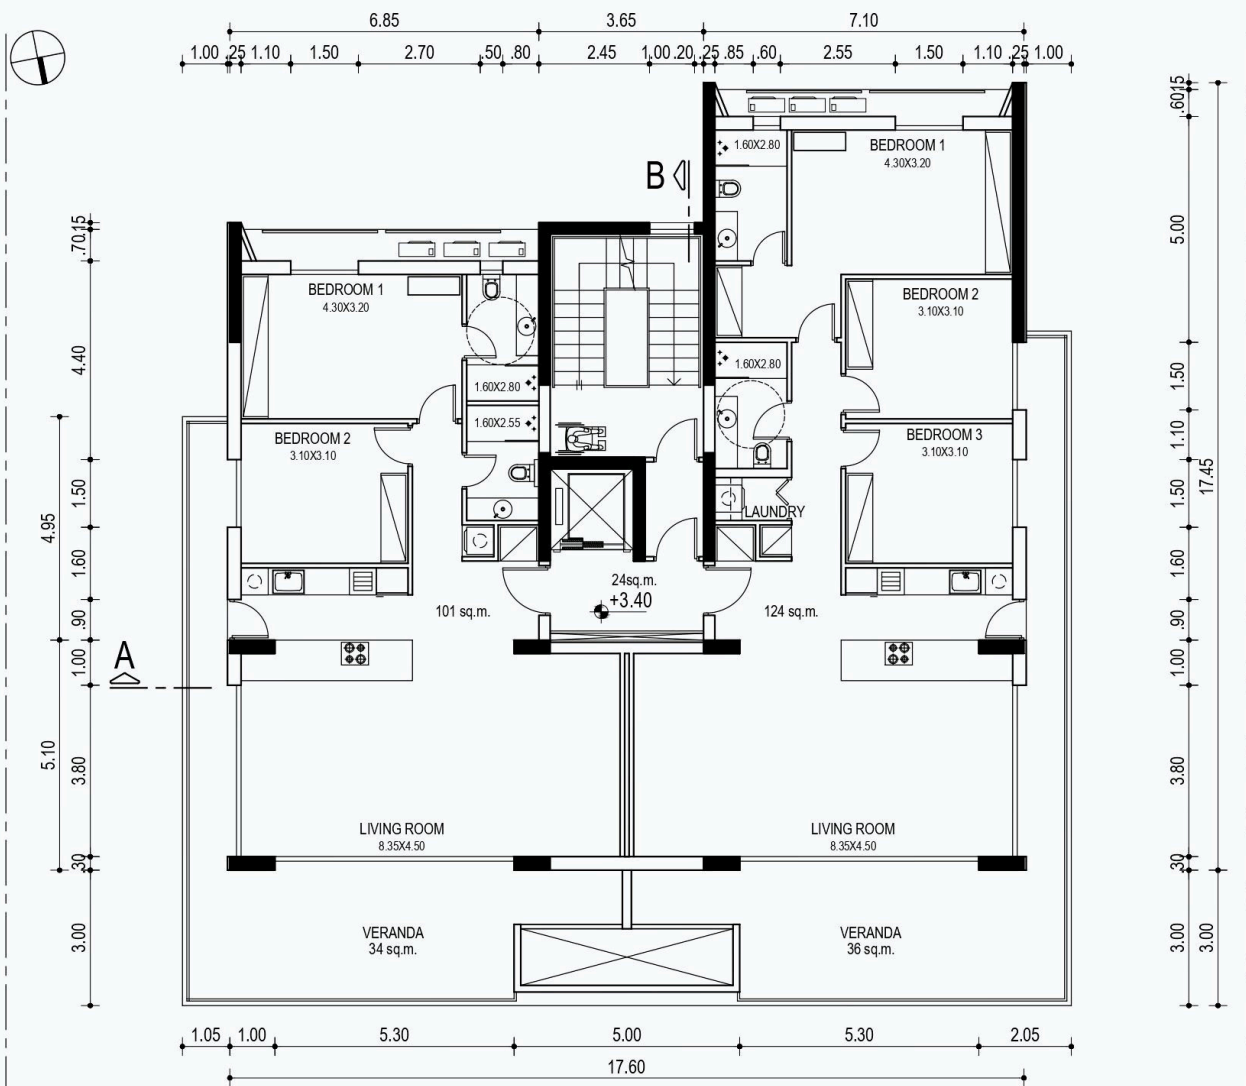 6.85
3.65
7.10
1.00
.25
1.10
1.50
2.70
.50
.80
2.45
1.00
.20
.25
.85
.60
2.55
1.50
1.10
.25
1.00
.15
.60
5.00
1.50
1.10
1.50
1.60
.90
1.00
3.80
.30
3.00
17.45
3.00
.15
.70
4.40
1.50
1.60
.90
1.00
3.80
.30
3.00
4.95
5.10
B
A
1.60X2.80
BEDROOM 1
4.30X3.20
BEDROOM 1
4.30X3.20
BEDROOM 2
3.10X3.10
1.60X2.80
1.60X2.80
1.60X2.55
BEDROOM 2
3.10X3.10
BEDROOM 3
3.10X3.10
LAUNDRY
24sq.m.
+3.40
101 sq.m.
124 sq.m.
LIVING ROOM
8.35X4.50
LIVING ROOM
8.35X4.50
VERANDA
34 sq.m.
VERANDA
36 sq.m.
1.05
1.00
5.30
5.00
5.30
2.05
17.60